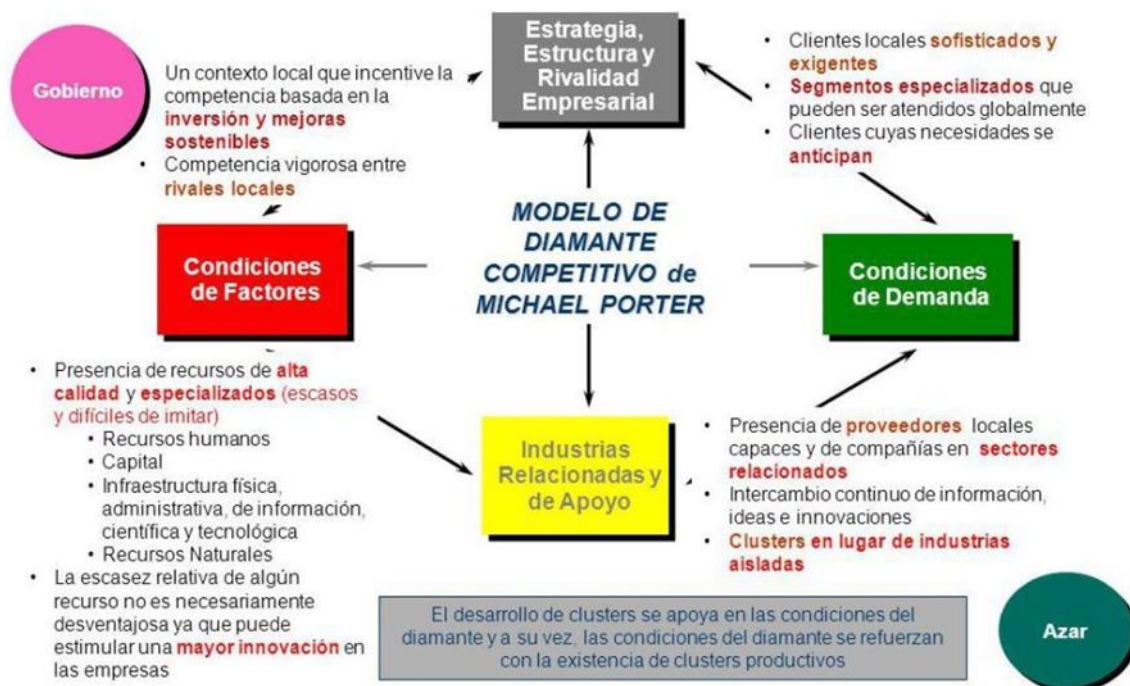 Gobierno
Un contexto local que incentive la
competencia basada en la
inversión y mejoras
sostenibles
• Competencia vigorosa entre
rivales locales
Estrategia,
Estructura y
Rivalidad
Empresarial
• Clientes locales sofisticados y
exigentes
• Segmentos especializados que
pueden ser atendidos globalmente
• Clientes cuyas necesidades se
anticipan
Condiciones
de Factores
MODELO DE
DIAMANTE
COMPETITIVO de
MICHAEL PORTER
Condiciones
de Demanda
• Presencia de recursos de alta
calidad y especializados (escasos
y difíciles de imitar)
• Recursos humanos
• Capital
• Infraestructura física,
administrativa, de información,
científica y tecnológica
• Recursos Naturales
• La escasez relativa de algún
recurso no es necesariamente
desventajosa ya que puede
estimular una mayor innovación en
las empresas
Industrias
Relacionadas y
de Apoyo
• Presencia de proveedores locales
capaces y de compañías en sectores
relacionados
• Intercambio continuo de información,
ideas e innovaciones
• Clusters en lugar de industrias
aisladas
El desarrollo de clusters se apoya en las condiciones del
diamante y a su vez, las condiciones del diamante se refuerzan
con la existencia de clusters productivos
Azar